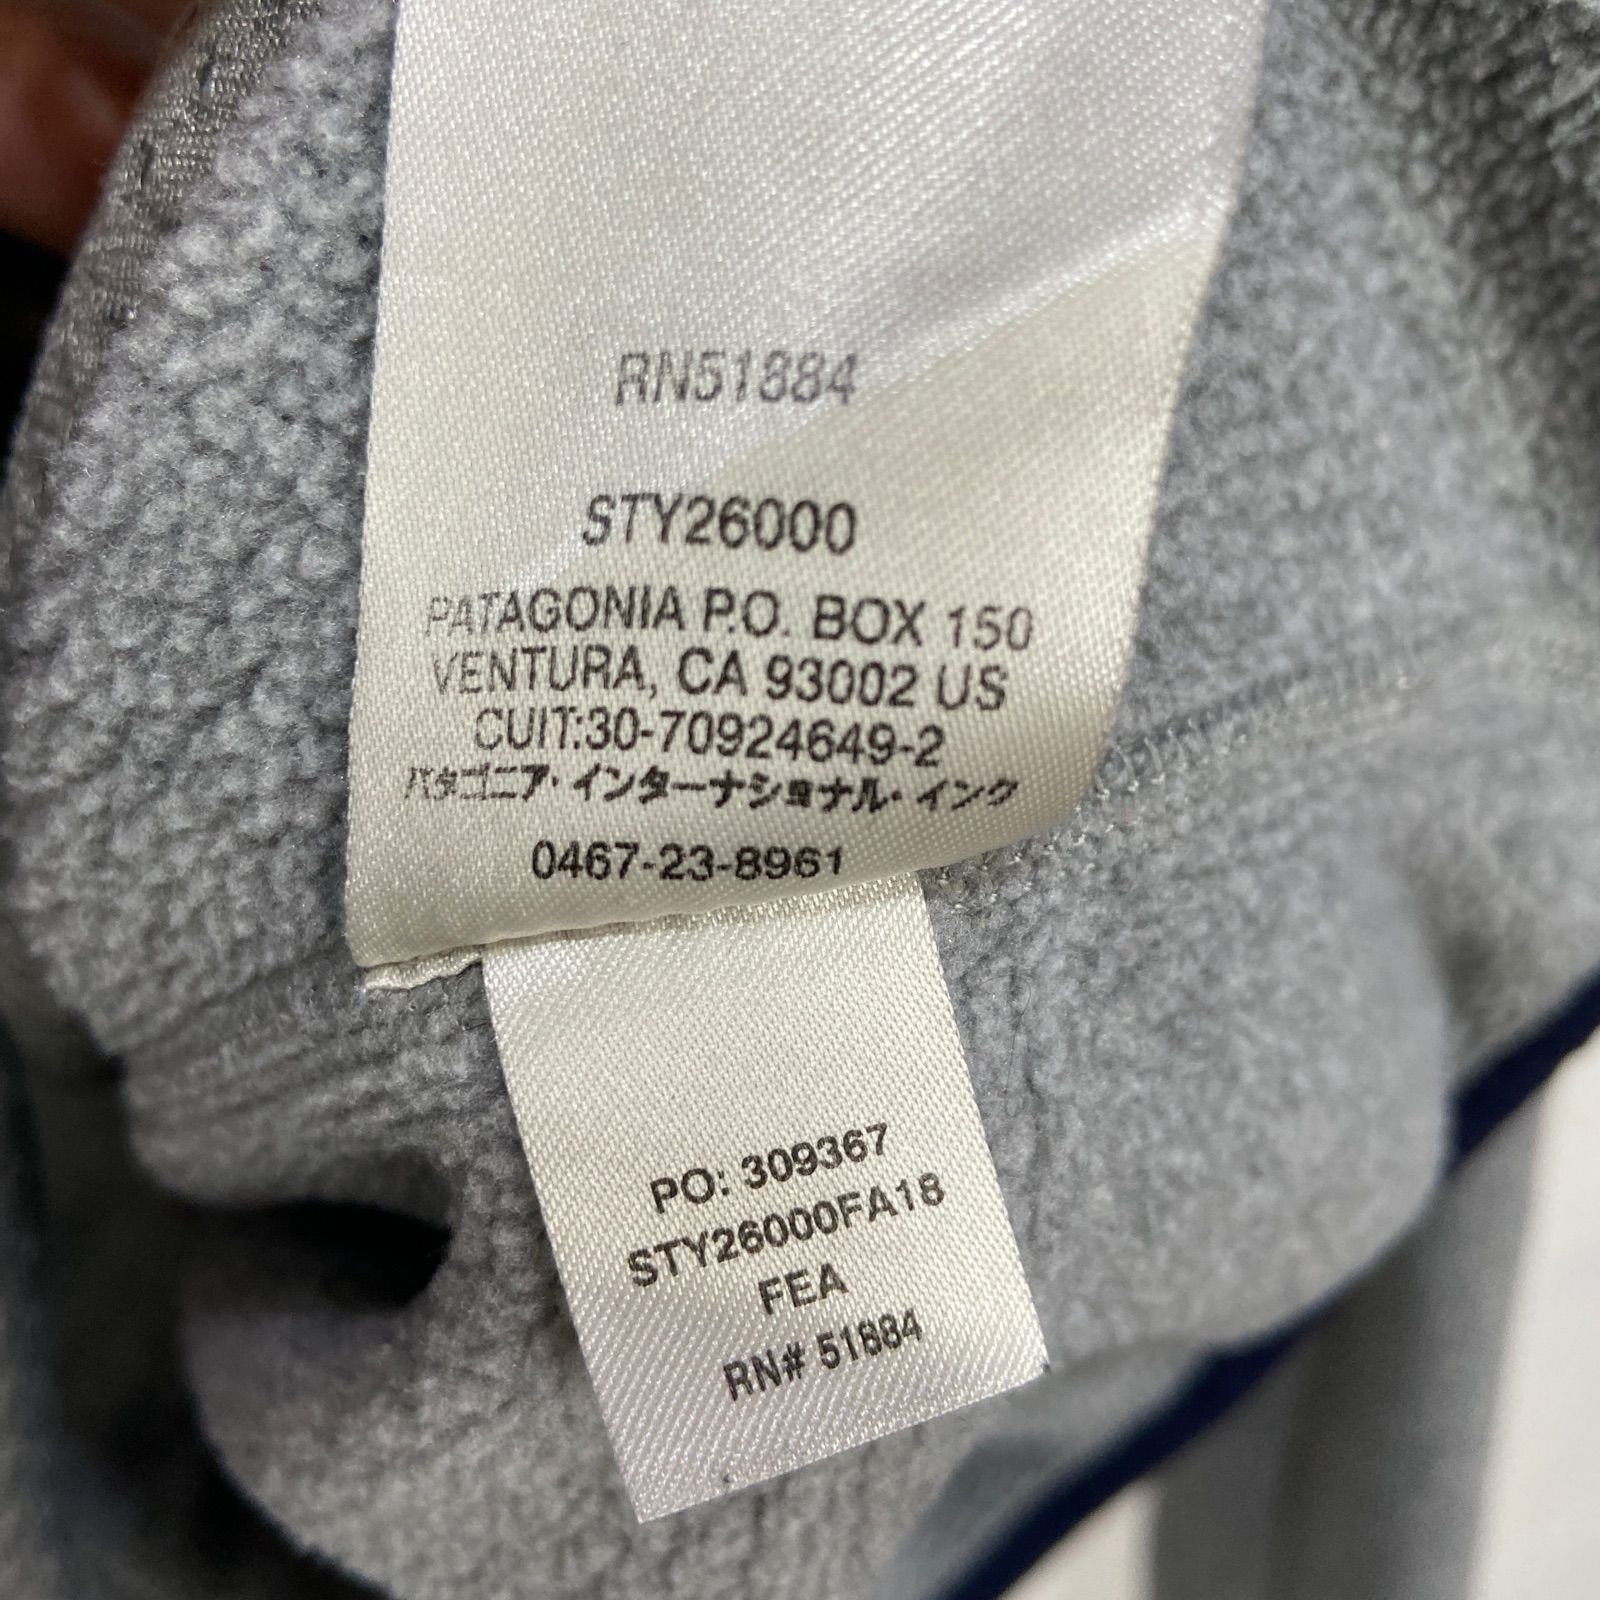 RN51884
STY26000
PATAGONIA P.O. BOX 150
VENTURA, CA 93002 US
CUIT:30-70924649-2
パタゴニア・インターナショナル・インク
0467-23-8961
PO: 309367
STY26000FA18
FEA
RN# 51884